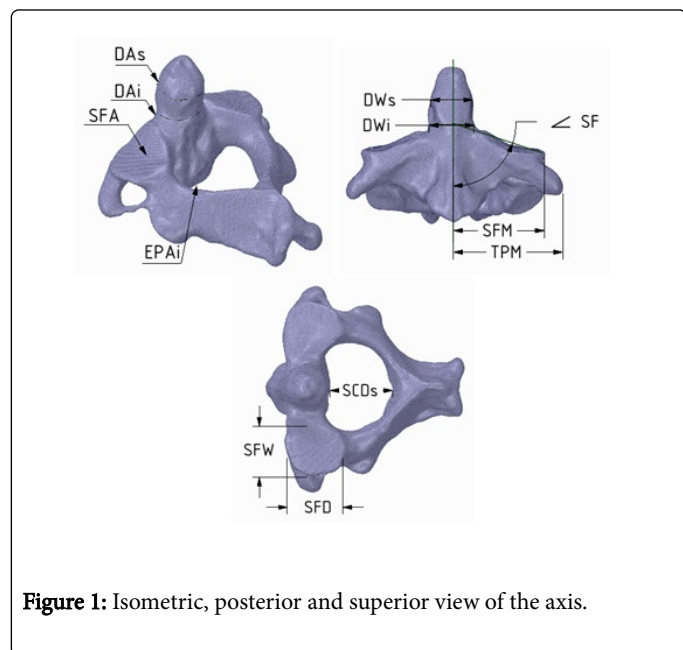 DAs
DAi
SFA
EPAi
DWs
DWi
∠ SF
SFM
TPM
SCDs
SFW
SFD
Figure 1: Isometric, posterior and superior view of the axis.